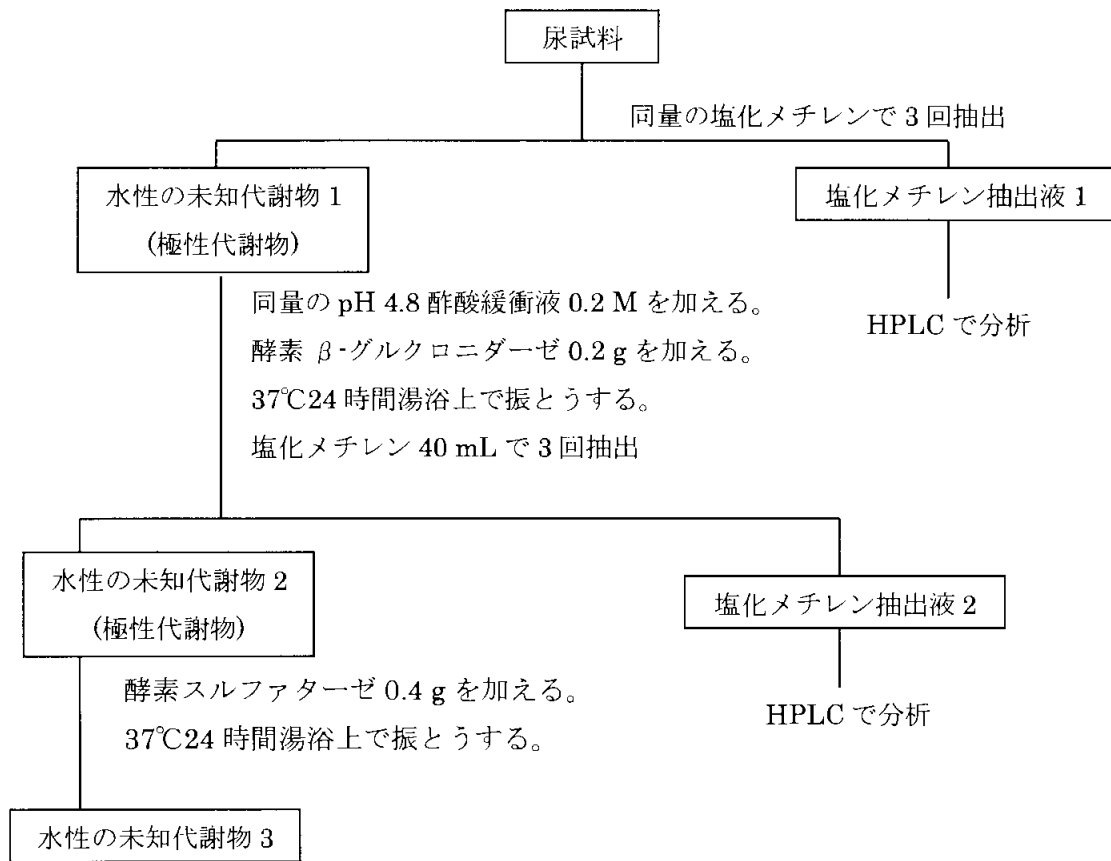 尿試料
同量の塩化メチレンで 3 回抽出
水性の未知代謝物 1
(極性代謝物)
塩化メチレン抽出液 1
同量の pH 4.8 酢酸緩衝液 0.2 M を加える。
酵素 β-グルクロニダーゼ 0.2 g を加える。
37℃24 時間湯浴上で振とうする。
塩化メチレン 40 mL で 3 回抽出
HPLC で分析
水性の未知代謝物 2
(極性代謝物)
塩化メチレン抽出液 2
酵素スルファターゼ 0.4 g を加える。
37℃24 時間湯浴上で振とうする。
HPLC で分析
水性の未知代謝物 3